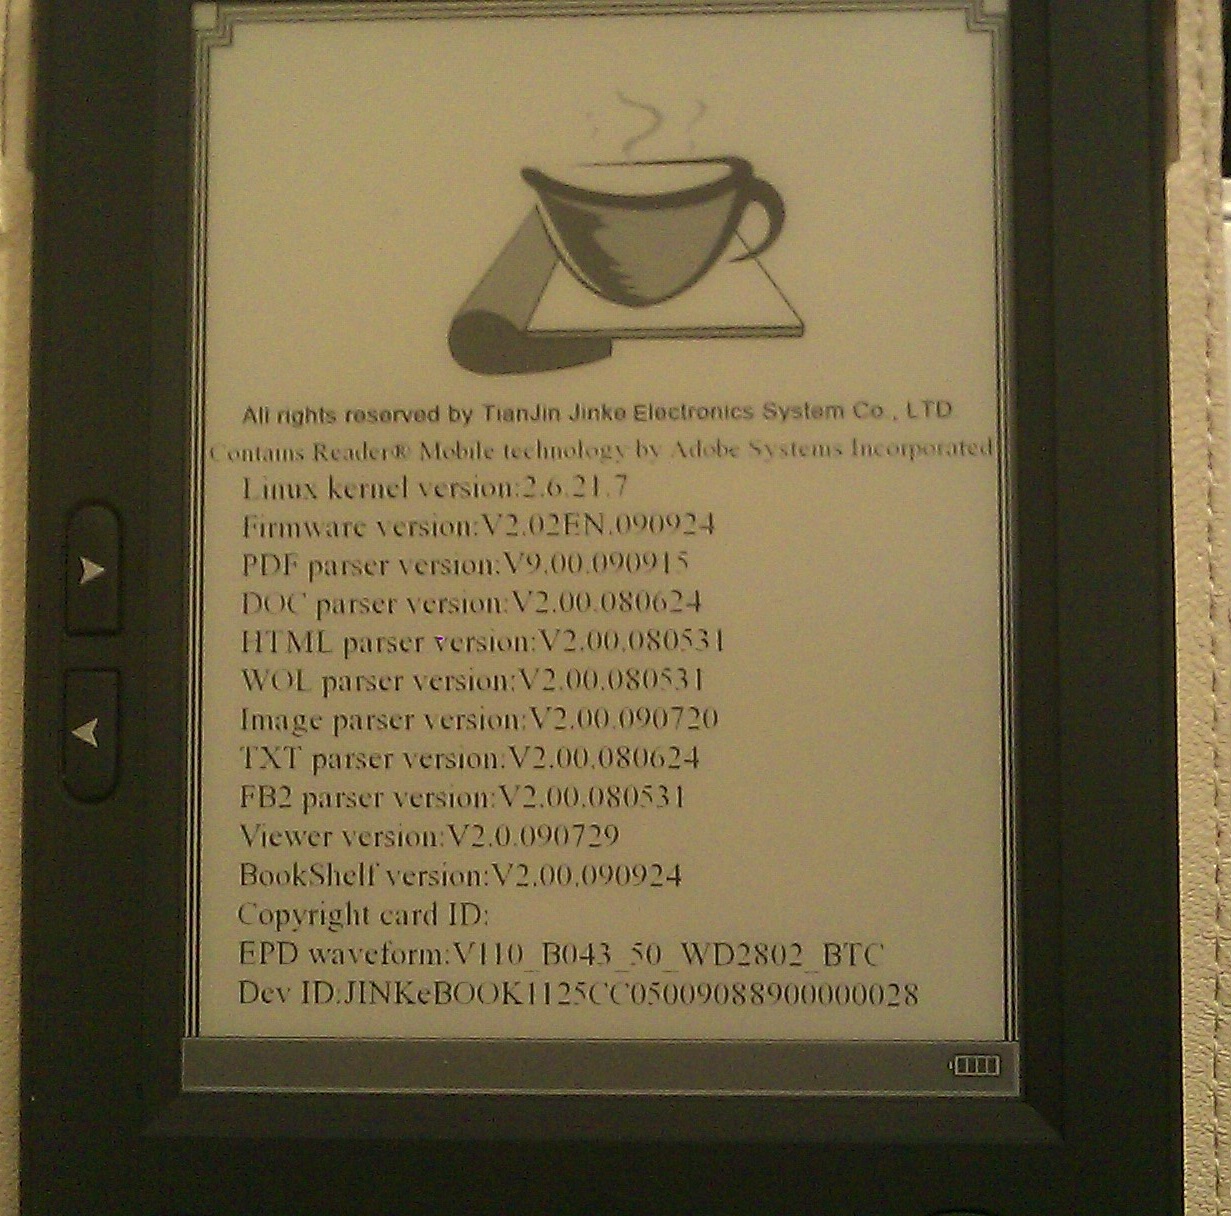 All rights reserved by TianJin Jinke Electronics System Co., LTD
Contains Reader® Mobile technology by Adobe Systems Incorporated
Linux kernel version:2.6.21.7
Firmware version:V2.02EN.090924
PDF parser version:V9.00.090915
DOC parser version:V2.00.080624
HTML parser version:V2.00.080531
WOL parser version:V2.00.080531
Image parser version:V2.00.090720
TXT parser version:V2.00.080624
FB2 parser version:V2.00.080531
Viewer version:V2.0.090729
BookShelf version:V2.00.090924
Copyright card ID:
EPD waveform:V110_B043_50_WD2802_BTC
Dev ID:JINKeBOOK1125CC05009088900000028